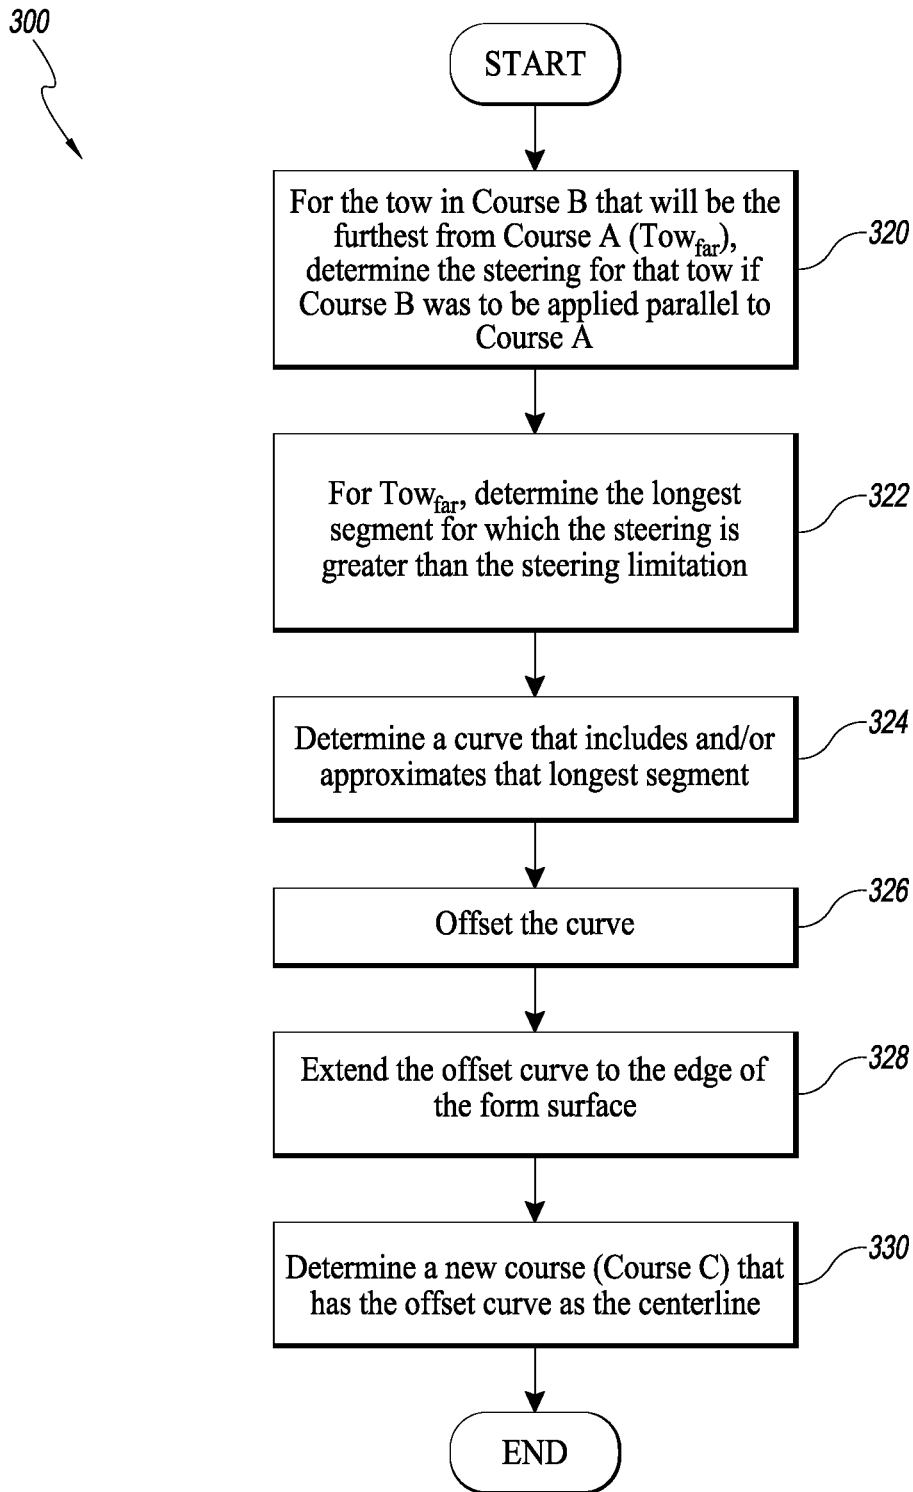 300
START
For the tow in Course B that will be the
furthest from Course A (Tow_far),
determine the steering for that tow if
Course B was to be applied parallel to
Course A
320
For Tow_far, determine the longest
segment for which the steering is
greater than the steering limitation
322
Determine a curve that includes and/or
approximates that longest segment
324
Offset the curve
326
Extend the offset curve to the edge of
the form surface
328
Determine a new course (Course C) that
has the offset curve as the centerline
330
END